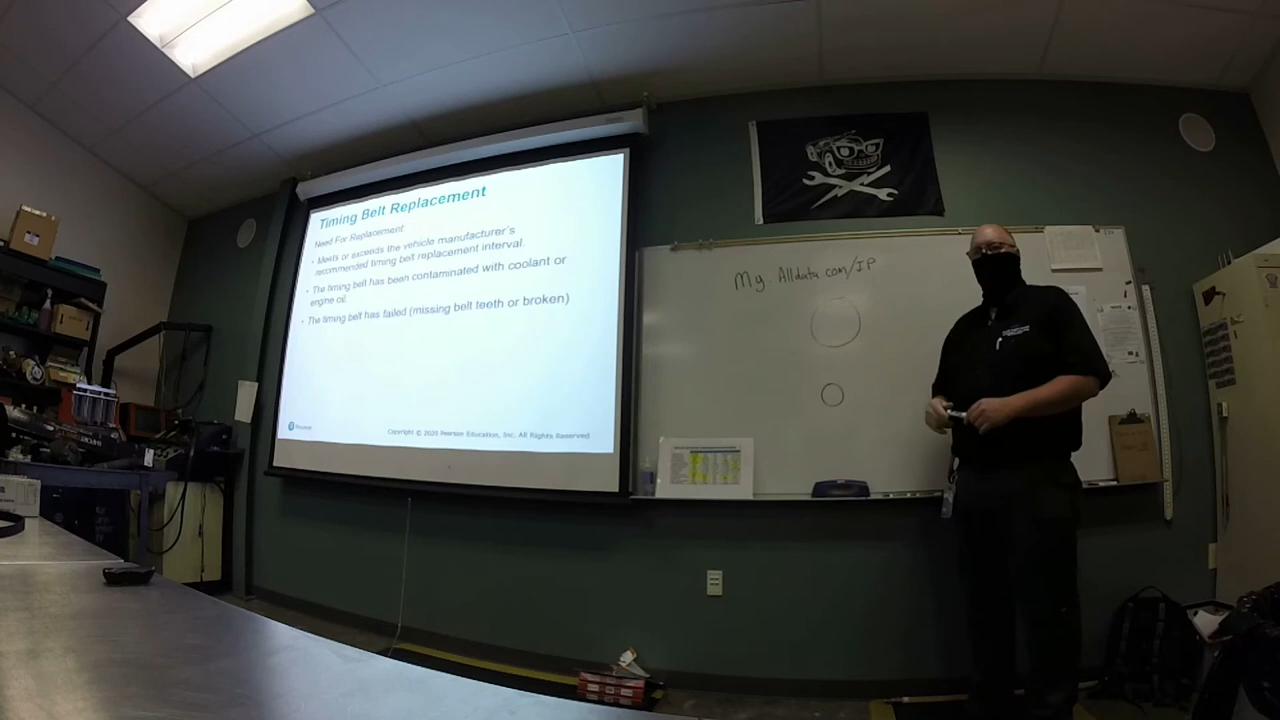 Timing Belt Replacement
Need For Replacement
• Meets or exceeds the vehicle manufacturer's
recommended timing belt replacement interval.
• The timing belt has been contaminated with coolant or
engine oil.
• The timing belt has failed (missing belt teeth or broken)
Pearson
Copyright © 2020 Pearson Education, Inc. All Rights Reserved
My. Alldata.com/IP